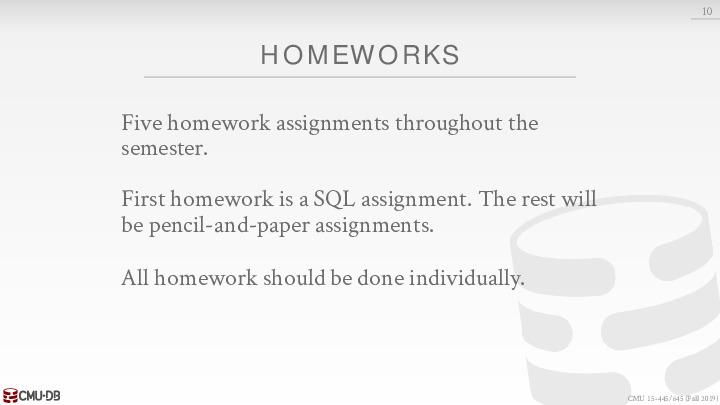 10
HOMEWORKS
Five homework assignments throughout the
semester.
First homework is a SQL assignment. The rest will
be pencil-and-paper assignments.
All homework should be done individually.
CMU·DB
CMU 15-445/645 (Fall 2019)